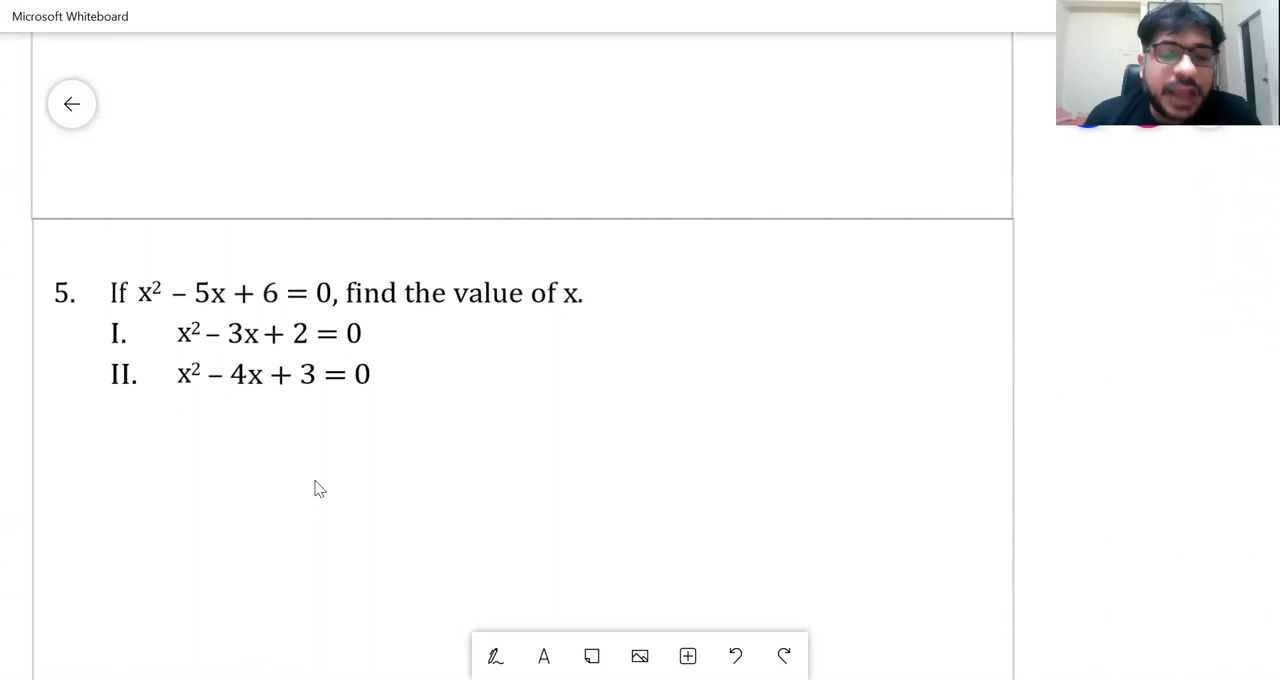 Microsoft Whiteboard
5. If x² – 5x + 6 = 0, find the value of x.
I. x² – 3x + 2 = 0
II. x² – 4x + 3 = 0
A